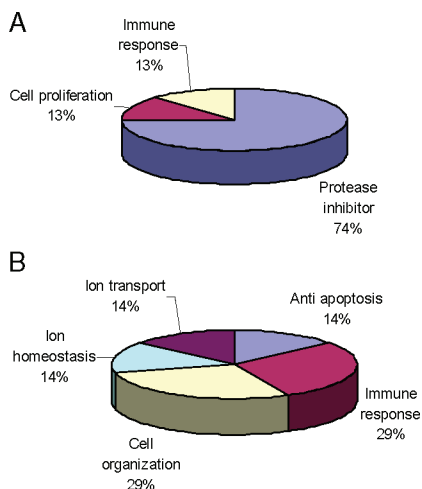 A
Immune
response
13%
Cell proliferation
13%
Protease
inhibitor
74%
B
Ion transport
14%
Anti apoptosis
14%
Ion
homeostasis
14%
Immune
response
29%
Cell
organization
29%